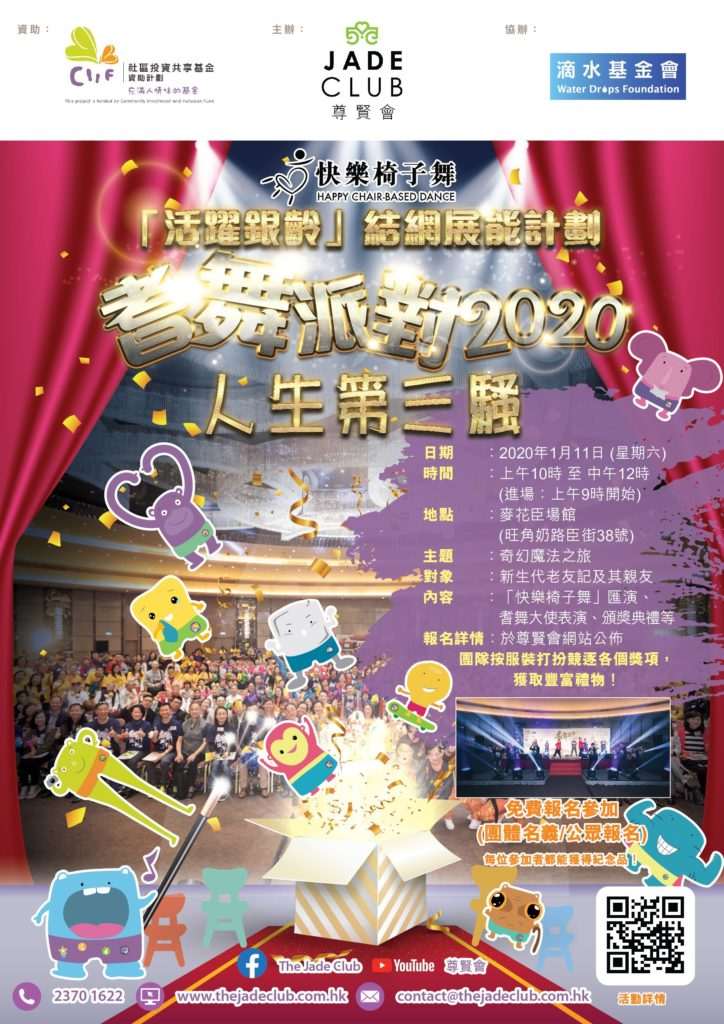 資助：
主辦：
協辦：
CIIF
社區投資共享基金
資助計劃
充滿人情味的基金
This project is funded by Community Investment and Inclusion Fund
JADE
CLUB
尊賢會
滴水基金會
Water Drops Foundation
快樂椅子舞
HAPPY CHAIR-BASED DANCE
「活躍銀齡」結網展能計劃
耆舞派對2020
人生第三騷
日期 ：2020年1月11日 (星期六)
時間 ：上午10時 至 中午12時
(進場：上午9時開始)
地點 ：麥花臣場館
(旺角奶路臣街38號)
主題 ：奇幻魔法之旅
對象 ：新生代老友記及其親友
內容 ：「快樂椅子舞」匯演、
耆舞大使表演、頒獎典禮等
報名詳情：於尊賢會網站公佈
團隊按服裝打扮競逐各個獎項，
獲取豐富禮物！
免費報名參加
(團體名義/公眾報名)
每位參加者都能獲得紀念品！
The Jade Club
YouTube
尊賢會
2370 1622
www.thejadeclub.com.hk
contact@thejadeclub.com.hk
活動詳情